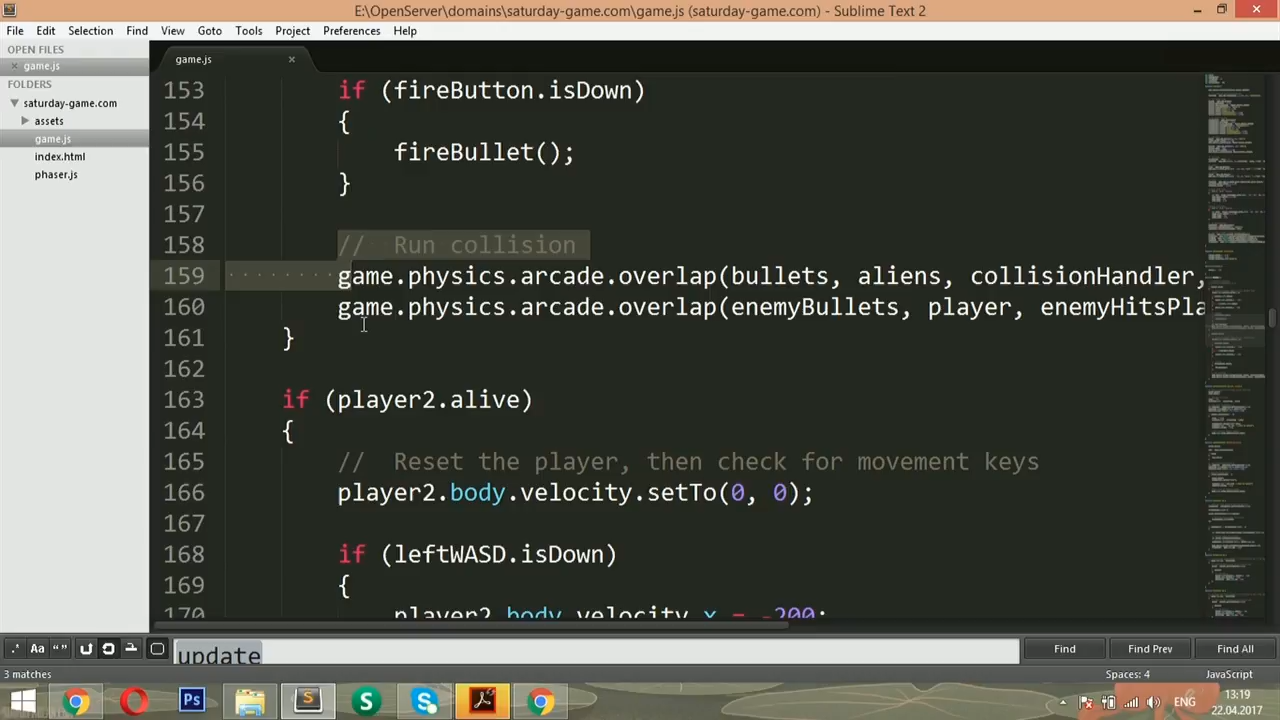 E:\OpenServer\domains\saturday-game.com\game.js (saturday-game.com) - Sublime Text 2
File Edit Selection Find View Goto Tools Project Preferences Help
OPEN FILES
game.js
FOLDERS
saturday-game.com
assets
game.js
index.html
phaser.js
game.js
153 if (fireButton.isDown)
154 {
155 fireBullet();
156 }
157
158 // Run collision
159 game.physics.arcade.overlap(bullets, aliens, collisionHandler,
160 game.physics.arcade.overlap(enemyBullets, player, enemyHitsPla
161 }
162
163 if (player2.alive)
164 {
165 // Reset the player, then check for movement keys
166 player2.body.velocity.setTo(0, 0);
167
168 if (leftWASD.isDown)
169 {
170 player2.body.velocity.x = -200;
.* Aa “” update Find Find Prev Find All
3 matches Spaces: 4 JavaScript
Ps S S ENG 13:19
22.04.2017